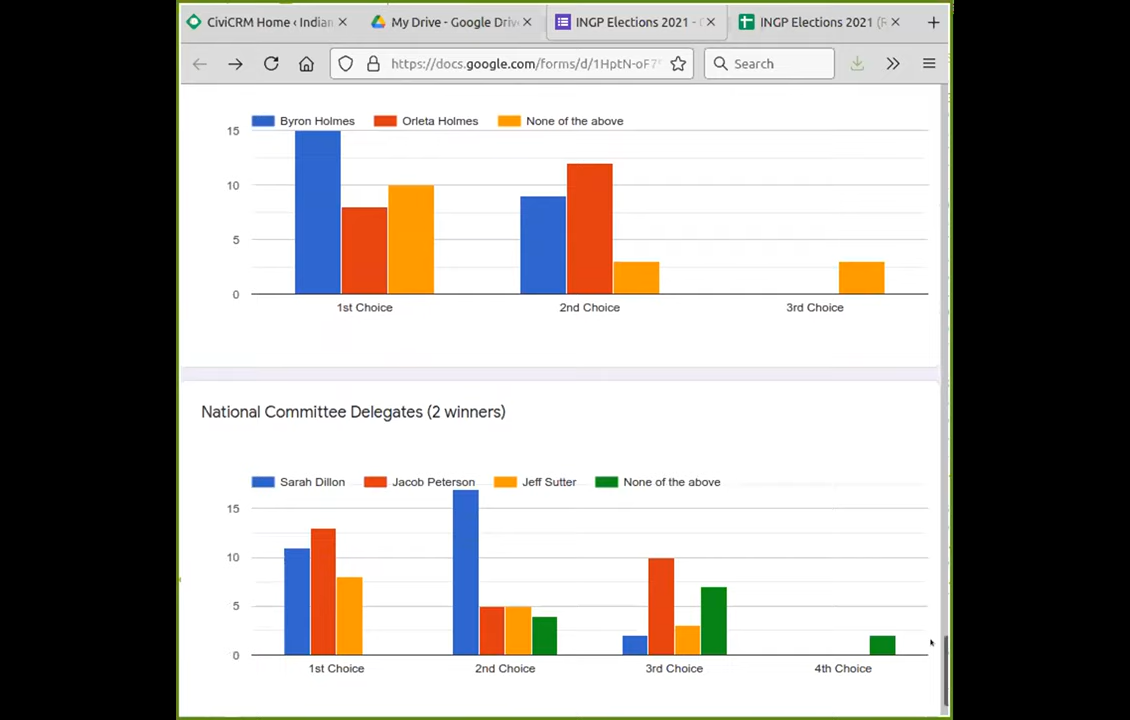 CiviCRM Home ‹ Indian
My Drive - Google Drive
INGP Elections 2021 -
INGP Elections 2021 (R
https://docs.google.com/forms/d/1HptN-oF7
Search
Byron Holmes Orleta Holmes None of the above
15
10
5
0
1st Choice 2nd Choice 3rd Choice
National Committee Delegates (2 winners)
Sarah Dillon Jacob Peterson Jeff Sutter None of the above
15
10
5
0
1st Choice 2nd Choice 3rd Choice 4th Choice